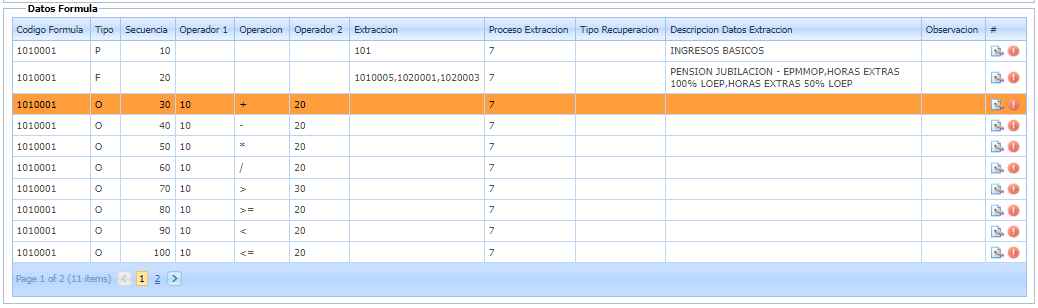 Datos Formula
Codigo Formula Tipo Secuencia Operador 1 Operacion Operador 2 Extraccion Proceso Extraccion Tipo Recuperacion Descripcion Datos Extraccion Observacion #
1010001 P 10 101 7 INGRESOS BASICOS
1010001 F 20 1010005,1020001,1020003 7 PENSION JUBILACION - EPMMOP,HORAS EXTRAS
100% LOEP,HORAS EXTRAS 50% LOEP
1010001 O 30 10 + 20 7
1010001 O 40 10 - 20 7
1010001 O 50 10 * 20 7
1010001 O 60 10 / 20 7
1010001 O 70 10 > 30 7
1010001 O 80 10 >= 20 7
1010001 O 90 10 < 20 7
1010001 O 100 10 <= 20 7
Page 1 of 2 (11 items) < 1 2 >